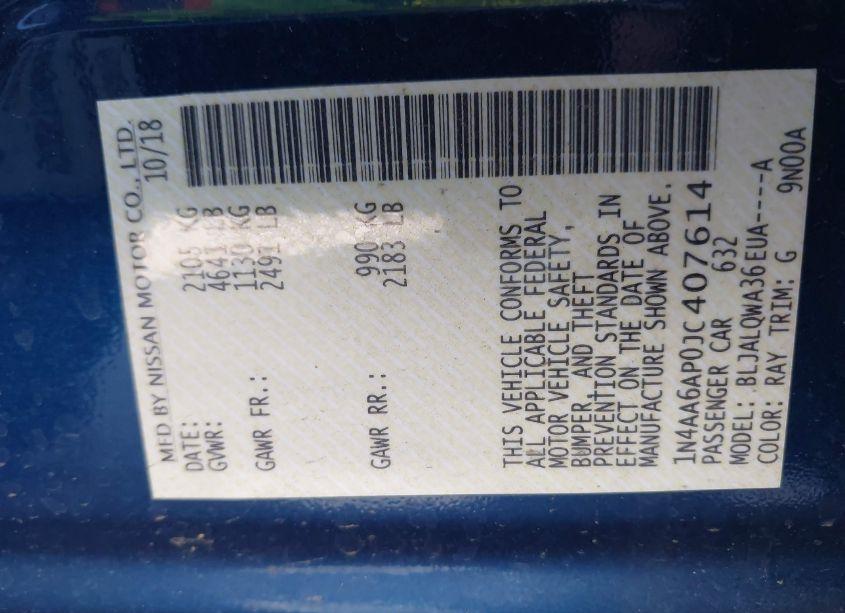 MFD BY NISSAN MOTOR CO., LTD.
DATE: 10/18
GVWR: 2105 KG
4641 LB
GAWR FR.: 1130 KG
2491 LB
GAWR RR.: 990 KG
2183 LB
THIS VEHICLE CONFORMS TO
ALL APPLICABLE FEDERAL
MOTOR VEHICLE SAFETY,
BUMPER, AND THEFT
PREVENTION STANDARDS IN
EFFECT ON THE DATE OF
MANUFACTURE SHOWN ABOVE.
1N4AA6AP0JC407614
PASSENGER CAR 632
MODEL: BLJALQWA36EUA----A
COLOR: RAY TRIM: G 9N00A